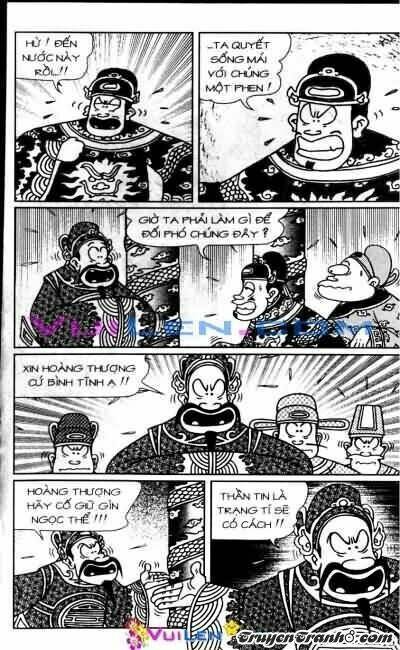 HỪ ! ĐẾN
NƯỚC NÀY
RỒI...!!
...TA QUYẾT
SỐNG MÁI
VỚI CHÚNG
MỘT PHEN !
GIỜ TA PHẢI LÀM GÌ ĐỂ
ĐỐI PHÓ CHÚNG ĐÂY ?
VUILEN.COM
XIN HOÀNG THƯỢNG
CỨ BÌNH TĨNH Ạ !!
HOÀNG THƯỢNG
HÃY CỐ GIỮ GÌN
NGỌC THỂ !!!
THẦN TIN LÀ
TRẠNG TÍ SẼ
CÓ CÁCH !!
VUILEN
Truyentranh8.com